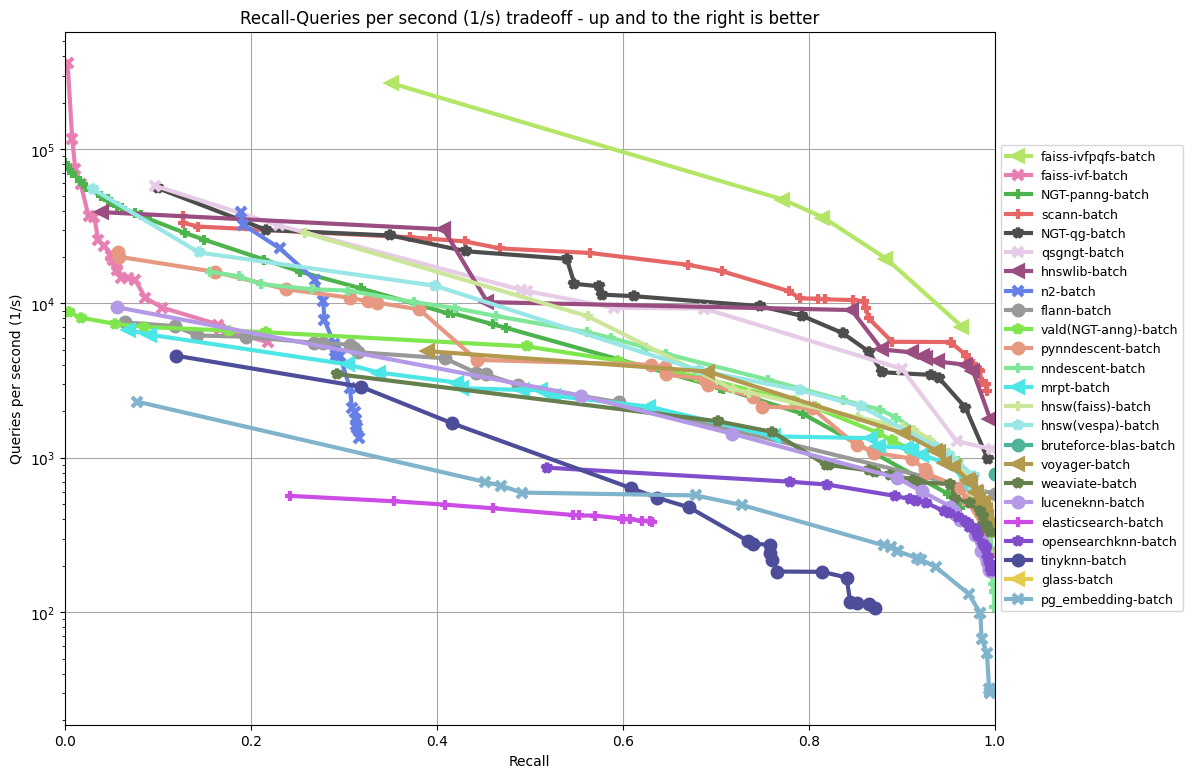 Recall-Queries per second (1/s) tradeoff - up and to the right is better
Queries per second (1/s)
10^5
10^4
10^3
10^2
0.0 0.2 0.4 0.6 0.8 1.0
Recall
faiss-ivfpqfs-batch
faiss-ivf-batch
NGT-panng-batch
scann-batch
NGT-qg-batch
qsgngt-batch
hnswlib-batch
n2-batch
flann-batch
vald(NGT-anng)-batch
pynndescent-batch
nndescent-batch
mrpt-batch
hnsw(faiss)-batch
hnsw(vespa)-batch
bruteforce-blas-batch
voyager-batch
weaviate-batch
luceneknn-batch
elasticsearch-batch
opensearchknn-batch
tinyknn-batch
glass-batch
pg_embedding-batch